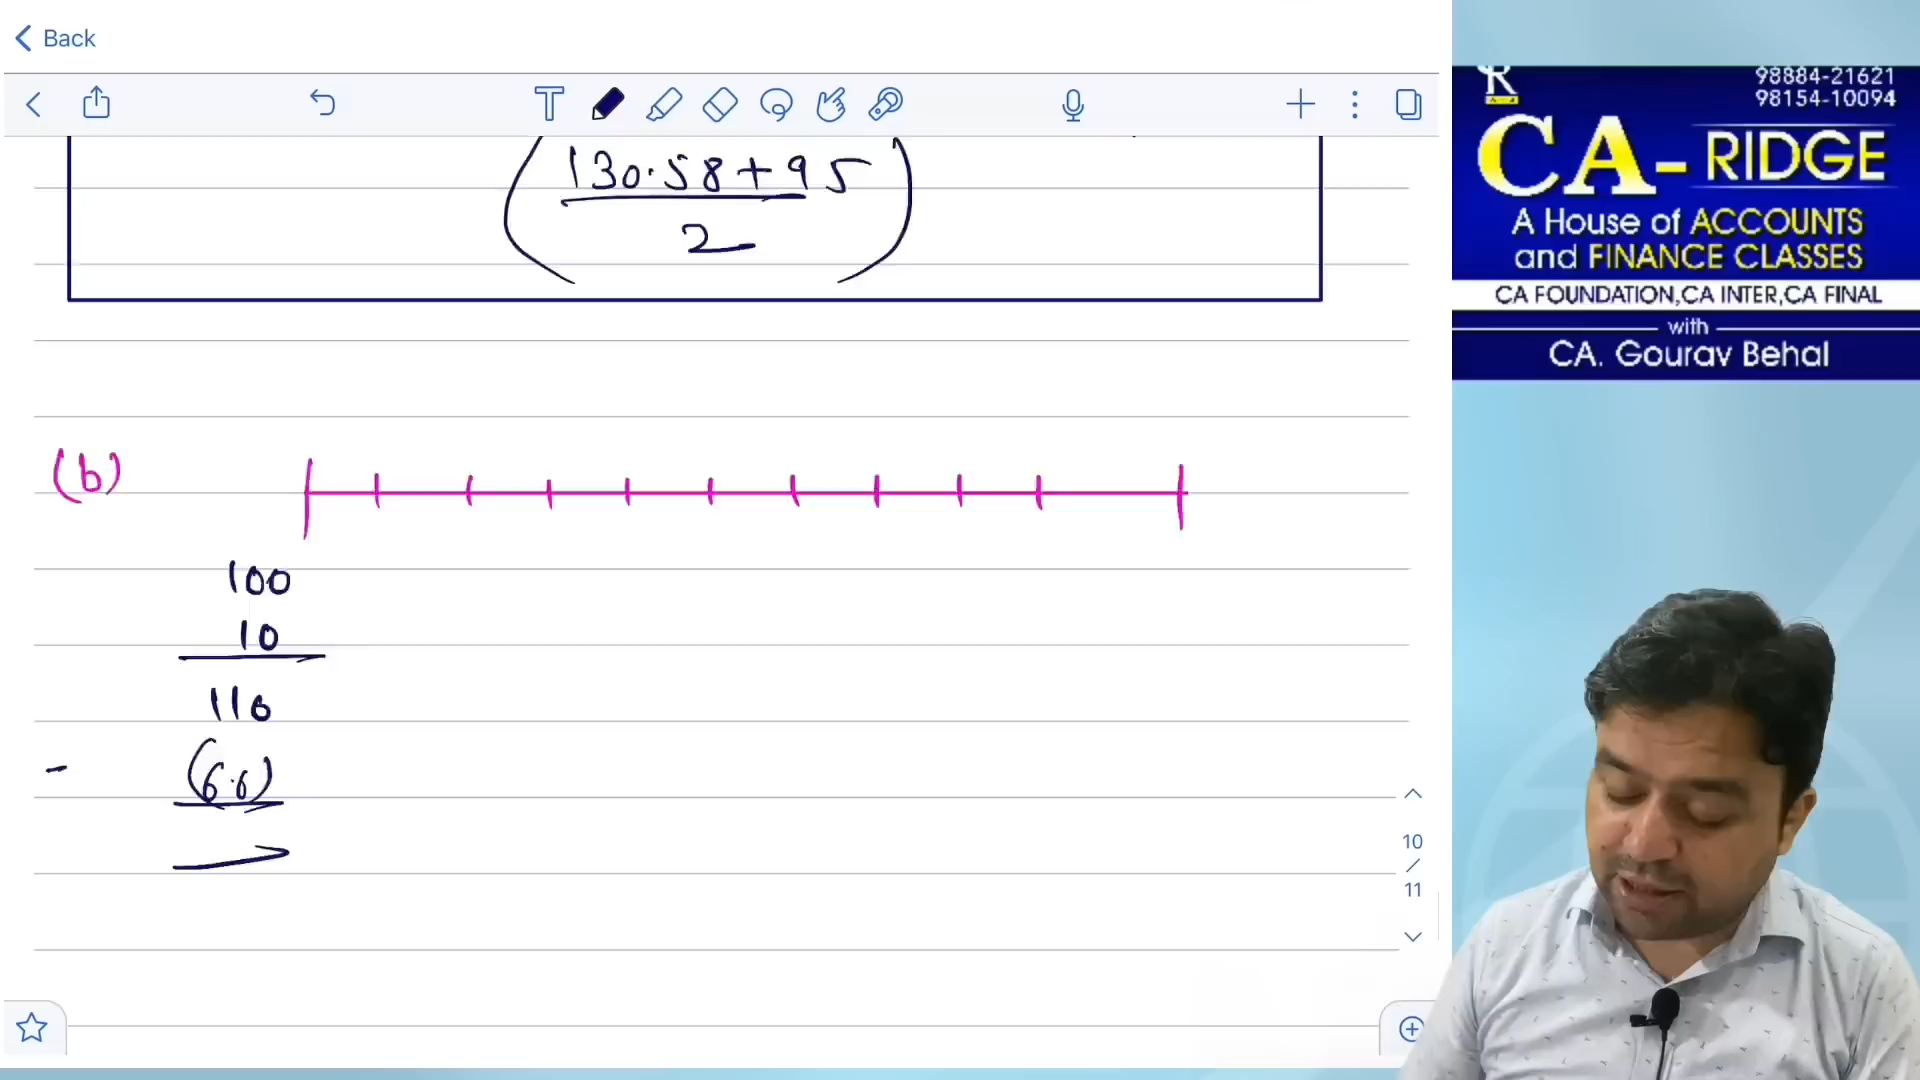 Back
98884-21621
98154-10094
CA- RIDGE
A House of ACCOUNTS
and FINANCE CLASSES
CA FOUNDATION,CA INTER,CA FINAL
with
CA. Gourav Behal
130.58+95
2
(b)
100
10
110
- (6.6)
10
/
11